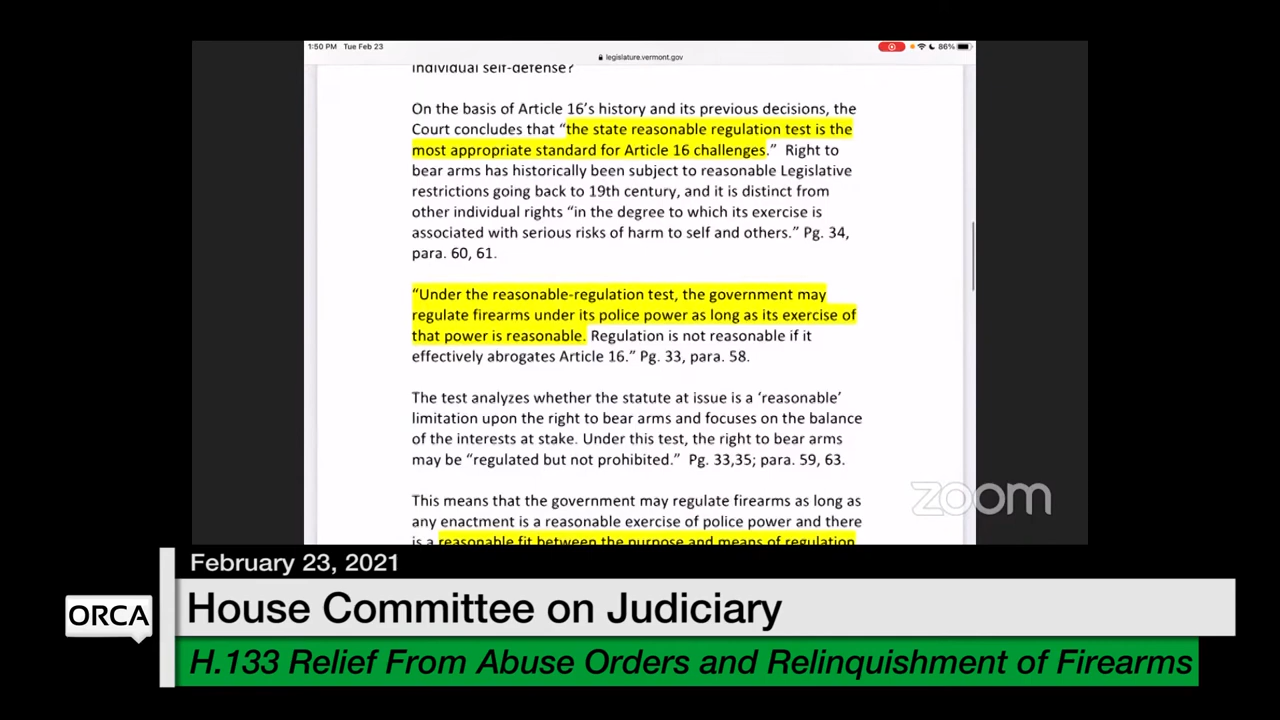 1:50 PM Tue Feb 23
86%
legislature.vermont.gov
individual self-defense?
On the basis of Article 16’s history and its previous decisions, the
Court concludes that “the state reasonable regulation test is the
most appropriate standard for Article 16 challenges.” Right to
bear arms has historically been subject to reasonable Legislative
restrictions going back to 19th century, and it is distinct from
other individual rights “in the degree to which its exercise is
associated with serious risks of harm to self and others.” Pg. 34,
para. 60, 61.
“Under the reasonable-regulation test, the government may
regulate firearms under its police power as long as its exercise of
that power is reasonable. Regulation is not reasonable if it
effectively abrogates Article 16.” Pg. 33, para. 58.
The test analyzes whether the statute at issue is a ‘reasonable’
limitation upon the right to bear arms and focuses on the balance
of the interests at stake. Under this test, the right to bear arms
may be “regulated but not prohibited.” Pg. 33,35; para. 59, 63.
This means that the government may regulate firearms as long as
any enactment is a reasonable exercise of police power and there
is a reasonable fit between the purpose and means of regulation
zoom
February 23, 2021
ORCA
House Committee on Judiciary
H.133 Relief From Abuse Orders and Relinquishment of Firearms